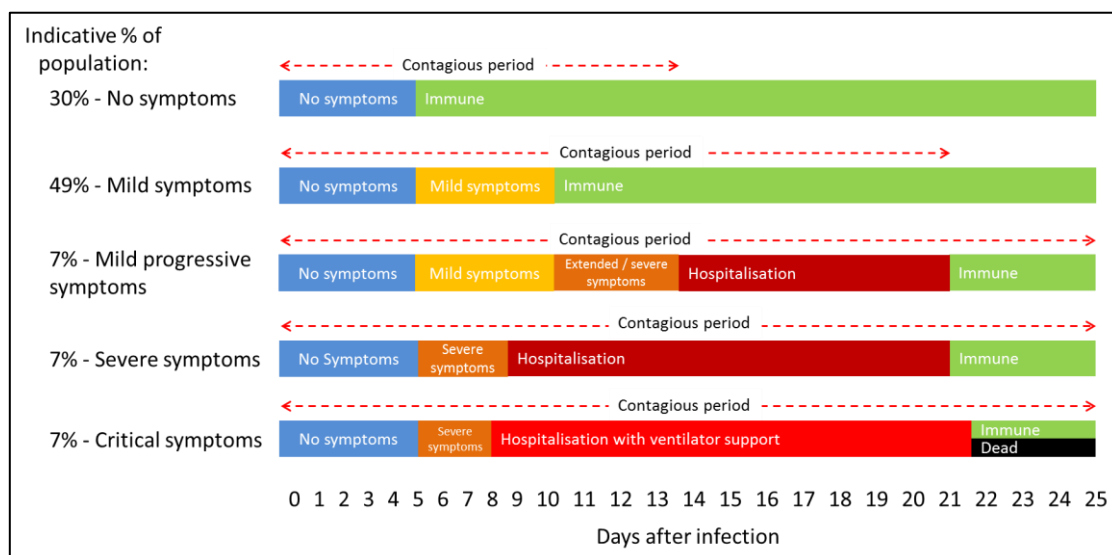 Indicative % of
population:
Contagious period
30% - No symptoms
No symptoms
Immune
Contagious period
49% - Mild symptoms
No symptoms
Mild symptoms
Immune
Contagious period
7% - Mild progressive
symptoms
No symptoms
Mild symptoms
Extended / severe
symptoms
Hospitalisation
Immune
Contagious period
7% - Severe symptoms
No Symptoms
Severe
symptoms
Hospitalisation
Immune
Contagious period
7% - Critical symptoms
No symptoms
Severe
symptoms
Hospitalisation with ventilator support
Immune
Dead
0 1 2 3 4 5 6 7 8 9 10 11 12 13 14 15 16 17 18 19 20 21 22 23 24 25
Days after infection